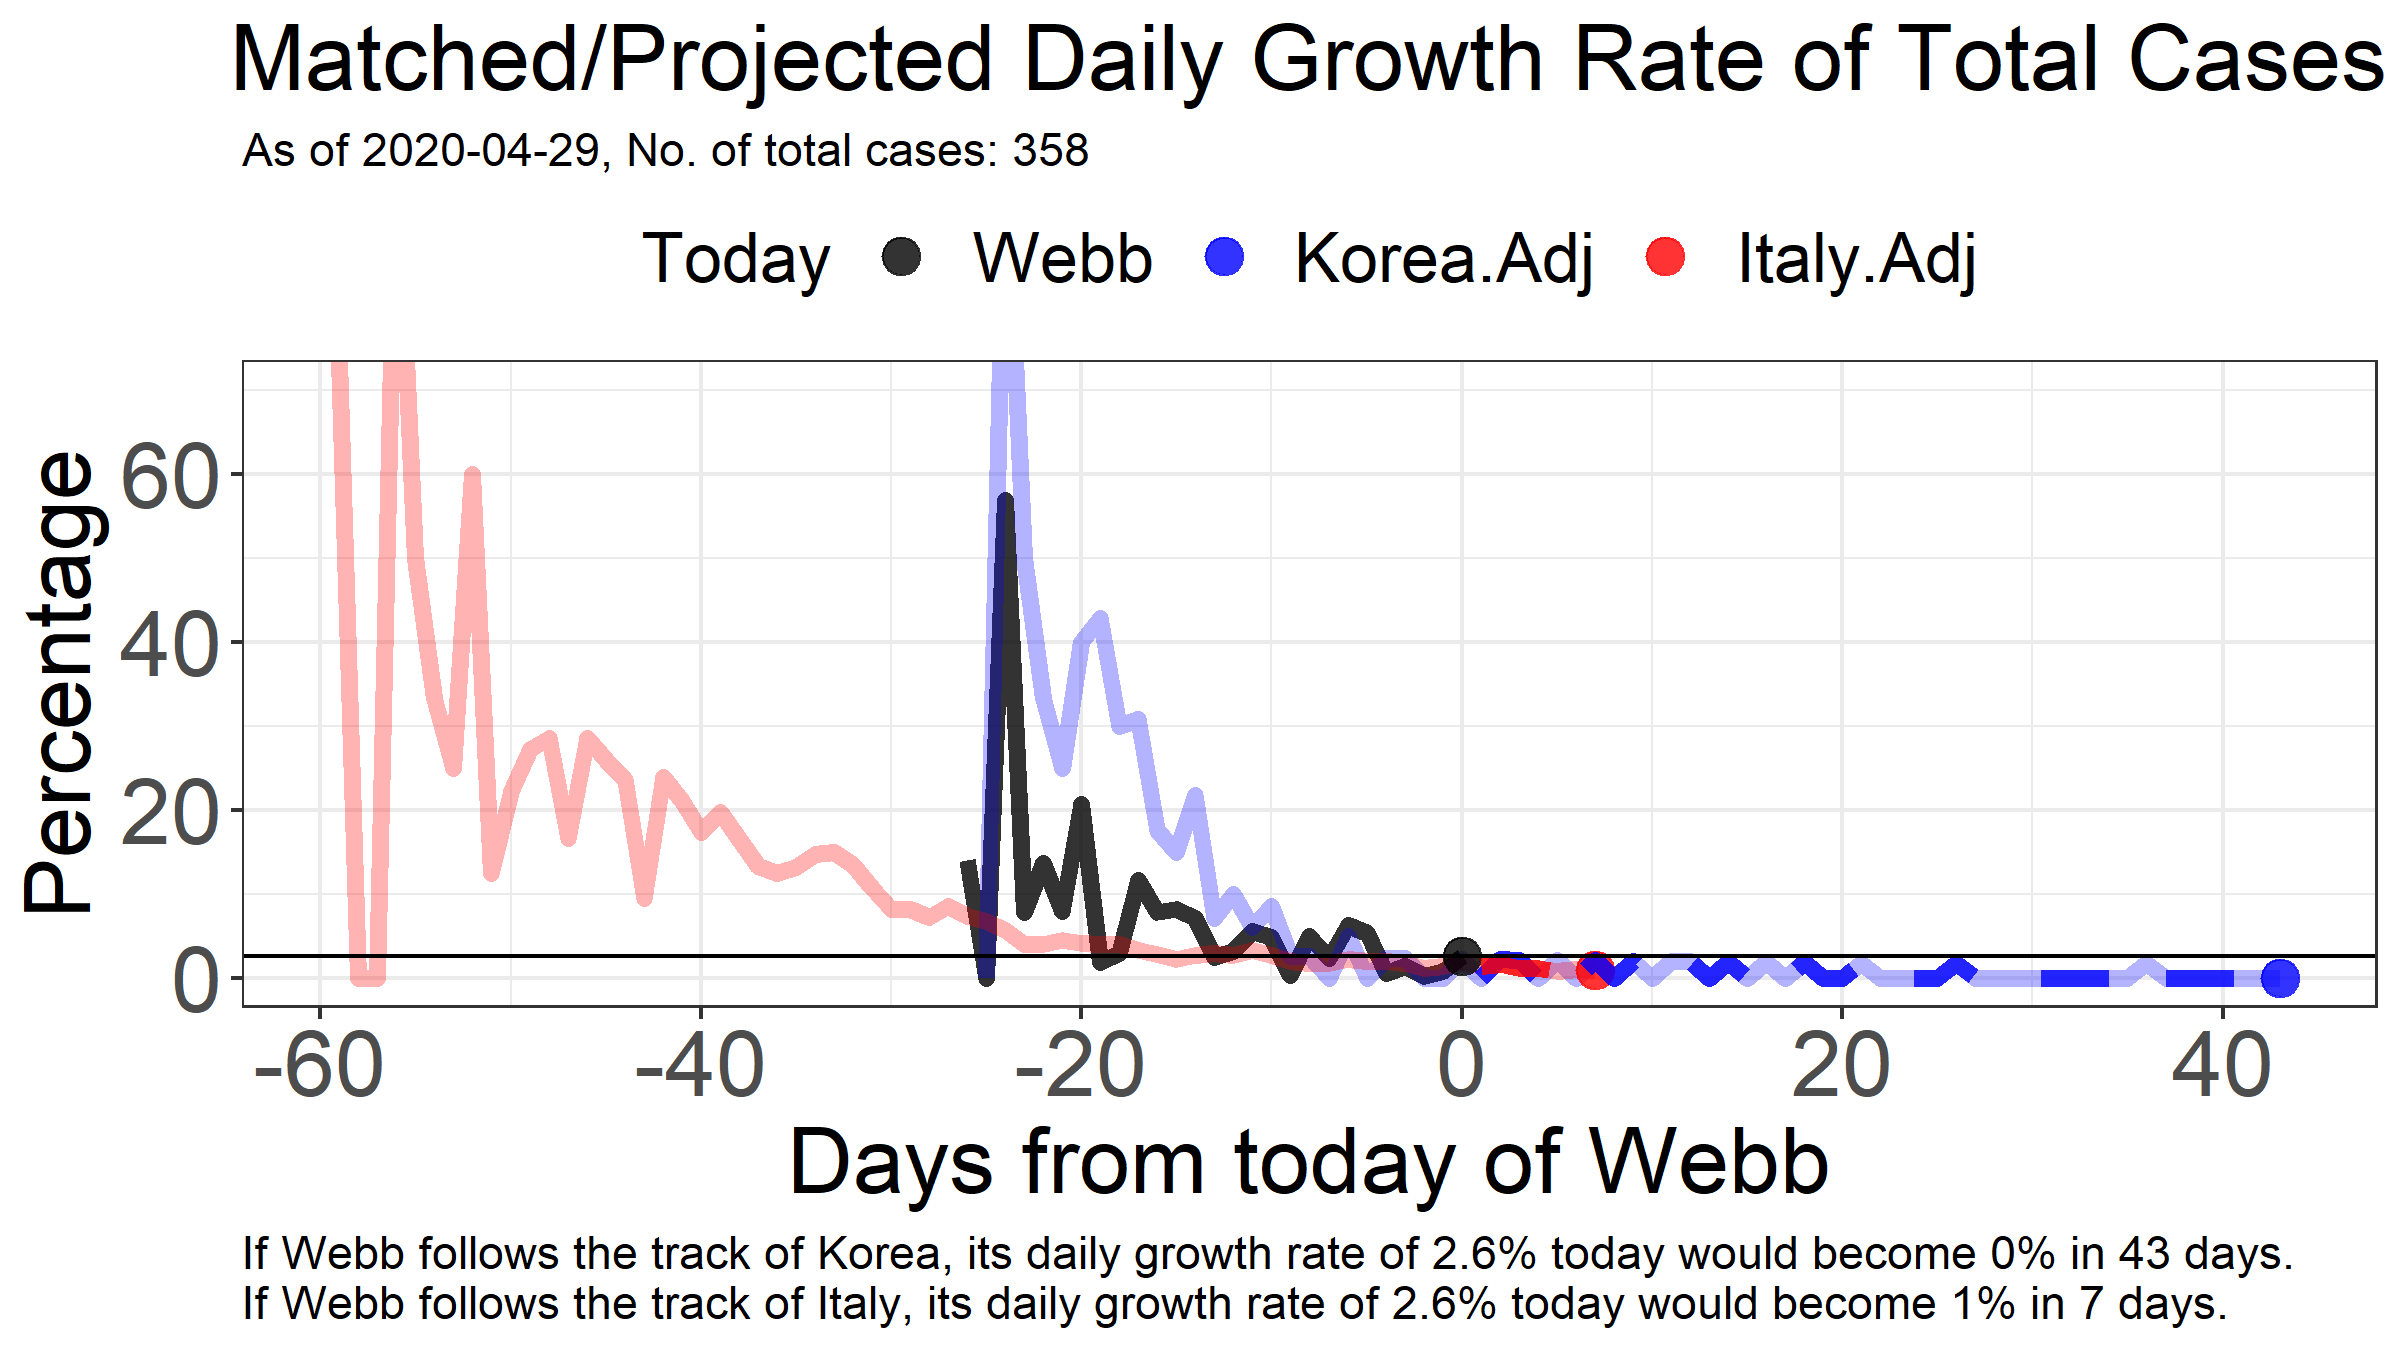 Matched/Projected Daily Growth Rate of Total Cases
As of 2020-04-29, No. of total cases: 358
Today Webb Korea.Adj Italy.Adj
Percentage
60
40
20
0
-60 -40 -20 0 20 40
Days from today of Webb
If Webb follows the track of Korea, its daily growth rate of 2.6% today would become 0% in 43 days.
If Webb follows the track of Italy, its daily growth rate of 2.6% today would become 1% in 7 days.